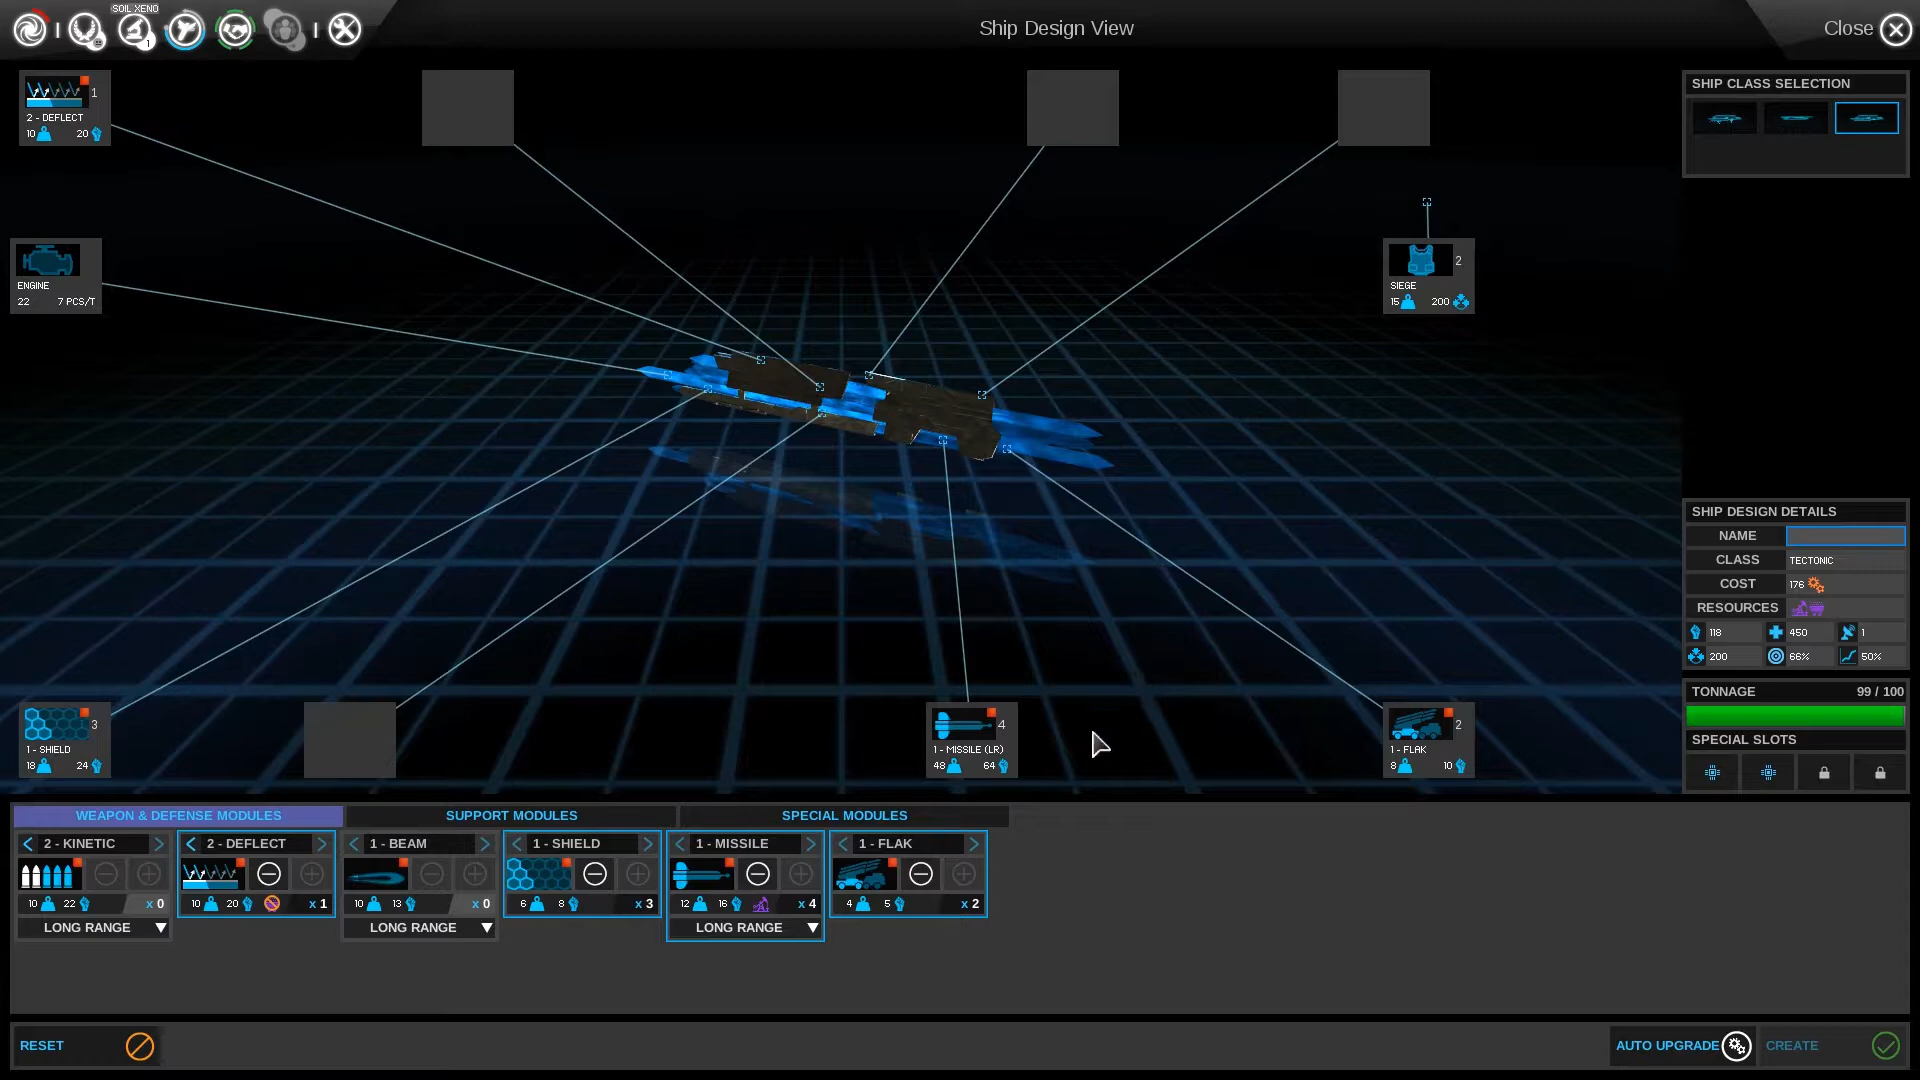 SOIL XENO
1
Ship Design View
Close
1
2 - DEFLECT
10 20
SHIP CLASS SELECTION
ENGINE
22 7 PCS/T
2
SIEGE
15 200
SHIP DESIGN DETAILS
NAME
CLASS TECTONIC
COST 176
RESOURCES
118 450 1
200 66% 50%
TONNAGE 99 / 100
SPECIAL SLOTS
3
1 - SHIELD
18 24
4
1 - MISSILE (LR)
48 64
2
1 - FLAK
8 10
WEAPON & DEFENSE MODULES SUPPORT MODULES SPECIAL MODULES
2 - KINETIC 2 - DEFLECT 1 - BEAM 1 - SHIELD 1 - MISSILE 1 - FLAK
10 22 x 0 10 20 x 1 10 13 x 0 6 8 x 3 12 16 x 4 4 5 x 2
LONG RANGE LONG RANGE LONG RANGE
RESET AUTO UPGRADE CREATE